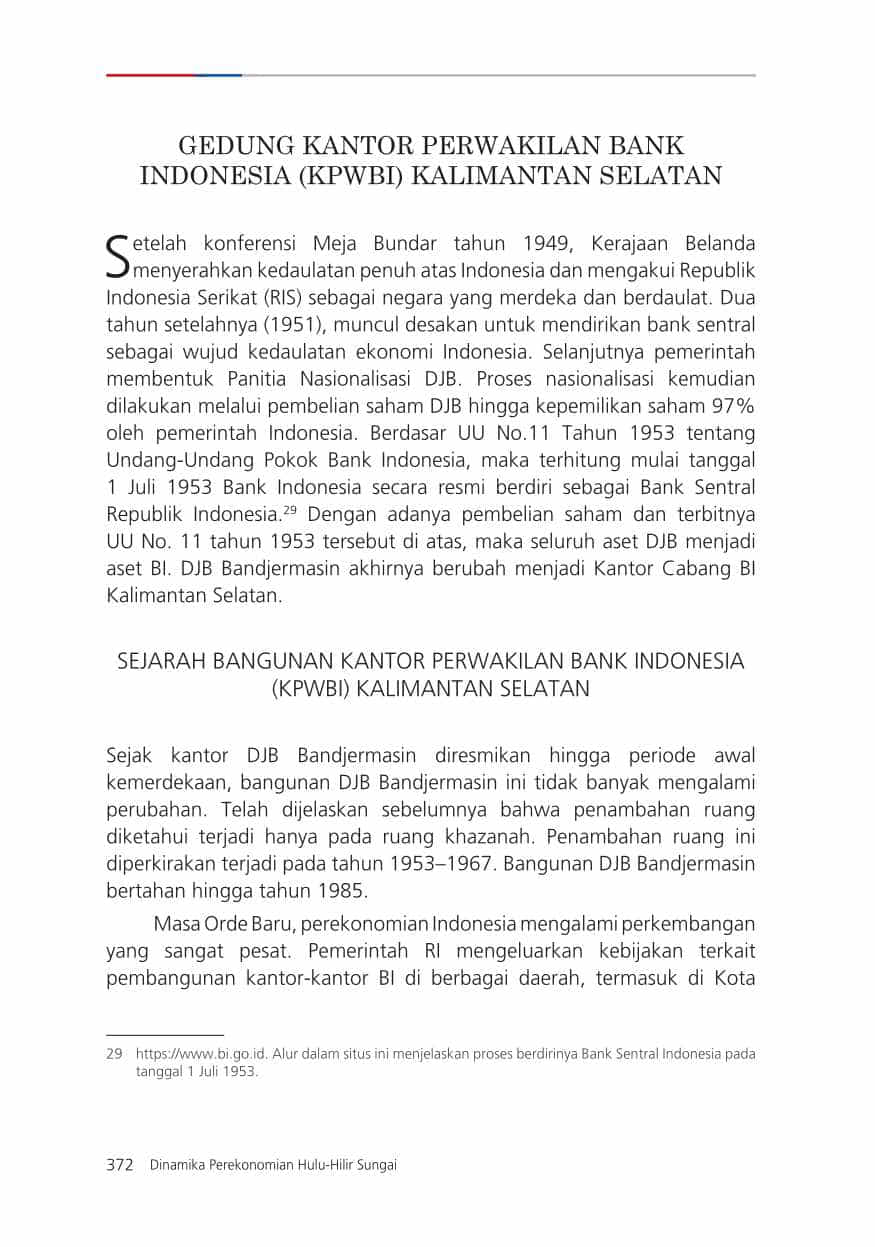 GEDUNG KANTOR PERWAKILAN BANK
INDONESIA (KPWBI) KALIMANTAN SELATAN
Setelah konferensi Meja Bundar tahun 1949, Kerajaan Belanda
menyerahkan kedaulatan penuh atas Indonesia dan mengakui Republik
Indonesia Serikat (RIS) sebagai negara yang merdeka dan berdaulat. Dua
tahun setelahnya (1951), muncul desakan untuk mendirikan bank sentral
sebagai wujud kedaulatan ekonomi Indonesia. Selanjutnya pemerintah
membentuk Panitia Nasionalisasi DJB. Proses nasionalisasi kemudian
dilakukan melalui pembelian saham DJB hingga kepemilikan saham 97%
oleh pemerintah Indonesia. Berdasar UU No.11 Tahun 1953 tentang
Undang-Undang Pokok Bank Indonesia, maka terhitung mulai tanggal
1 Juli 1953 Bank Indonesia secara resmi berdiri sebagai Bank Sentral
Republik Indonesia.29 Dengan adanya pembelian saham dan terbitnya
UU No. 11 tahun 1953 tersebut di atas, maka seluruh aset DJB menjadi
aset BI. DJB Bandjermasin akhirnya berubah menjadi Kantor Cabang BI
Kalimantan Selatan.
SEJARAH BANGUNAN KANTOR PERWAKILAN BANK INDONESIA
(KPWBI) KALIMANTAN SELATAN
Sejak kantor DJB Bandjermasin diresmikan hingga periode awal
kemerdekaan, bangunan DJB Bandjermasin ini tidak banyak mengalami
perubahan. Telah dijelaskan sebelumnya bahwa penambahan ruang
diketahui terjadi hanya pada ruang khazanah. Penambahan ruang ini
diperkirakan terjadi pada tahun 1953–1967. Bangunan DJB Bandjermasin
bertahan hingga tahun 1985.
Masa Orde Baru, perekonomian Indonesia mengalami perkembangan
yang sangat pesat. Pemerintah RI mengeluarkan kebijakan terkait
pembangunan kantor-kantor BI di berbagai daerah, termasuk di Kota
29 https://www.bi.go.id. Alur dalam situs ini menjelaskan proses berdirinya Bank Sentral Indonesia pada
tanggal 1 Juli 1953.
372 Dinamika Perekonomian Hulu-Hilir Sungai